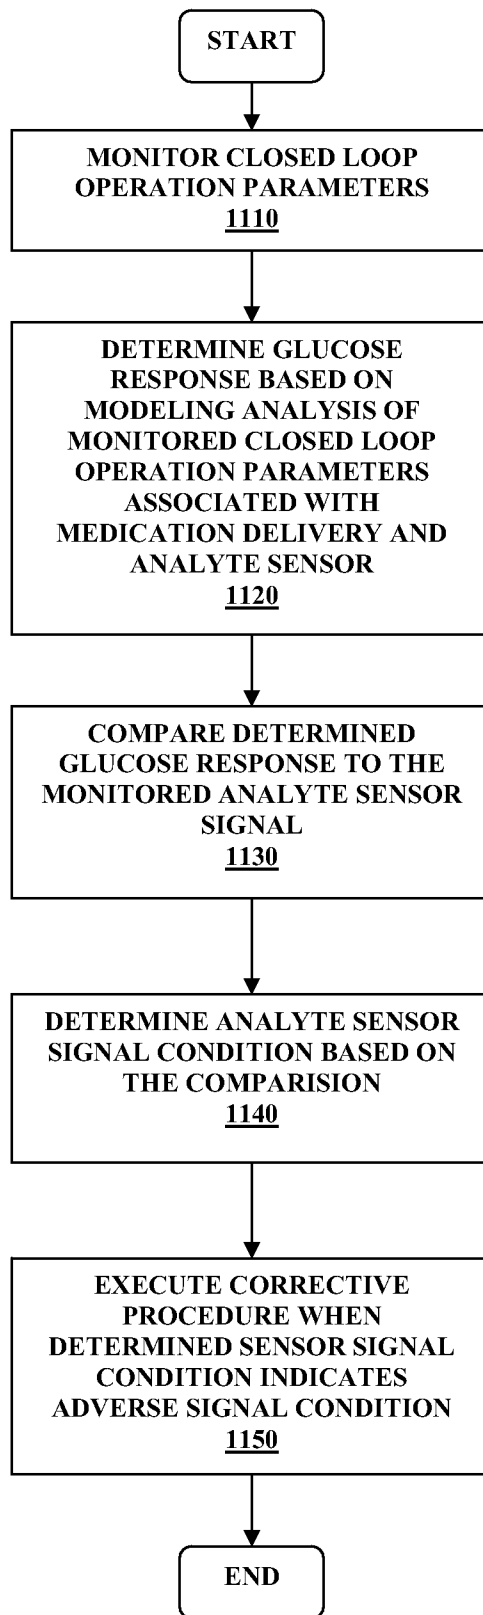 START
MONITOR CLOSED LOOP
OPERATION PARAMETERS
1110
DETERMINE GLUCOSE
RESPONSE BASED ON
MODELING ANALYSIS OF
MONITORED CLOSED LOOP
OPERATION PARAMETERS
ASSOCIATED WITH
MEDICATION DELIVERY AND
ANALYTE SENSOR
1120
COMPARE DETERMINED
GLUCOSE RESPONSE TO THE
MONITORED ANALYTE SENSOR
SIGNAL
1130
DETERMINE ANALYTE SENSOR
SIGNAL CONDITION BASED ON
THE COMPARISION
1140
EXECUTE CORRECTIVE
PROCEDURE WHEN
DETERMINED SENSOR SIGNAL
CONDITION INDICATES
ADVERSE SIGNAL CONDITION
1150
END